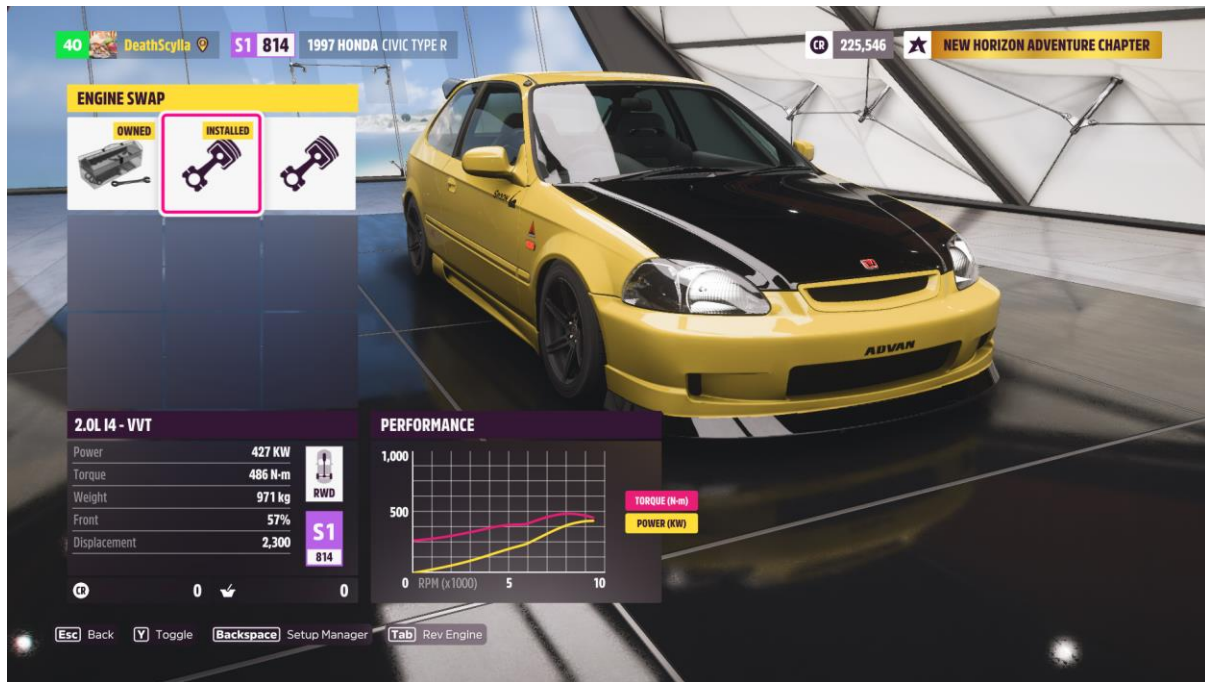 40 DeathScylla S1 814 1997 HONDA CIVIC TYPE R
CR 225,546 NEW HORIZON ADVENTURE CHAPTER
ENGINE SWAP
OWNED
INSTALLED
ADVAN
2.0L I4 - VVT
Power 427 KW
Torque 486 N-m
Weight 971 kg
Front 57%
Displacement 2,300
RWD
S1
814
CR 0 0
PERFORMANCE
1,000
500
0 RPM (x1000) 5 10
TORQUE (N-m)
POWER (KW)
Esc Back Y Toggle Backspace Setup Manager Tab Rev Engine